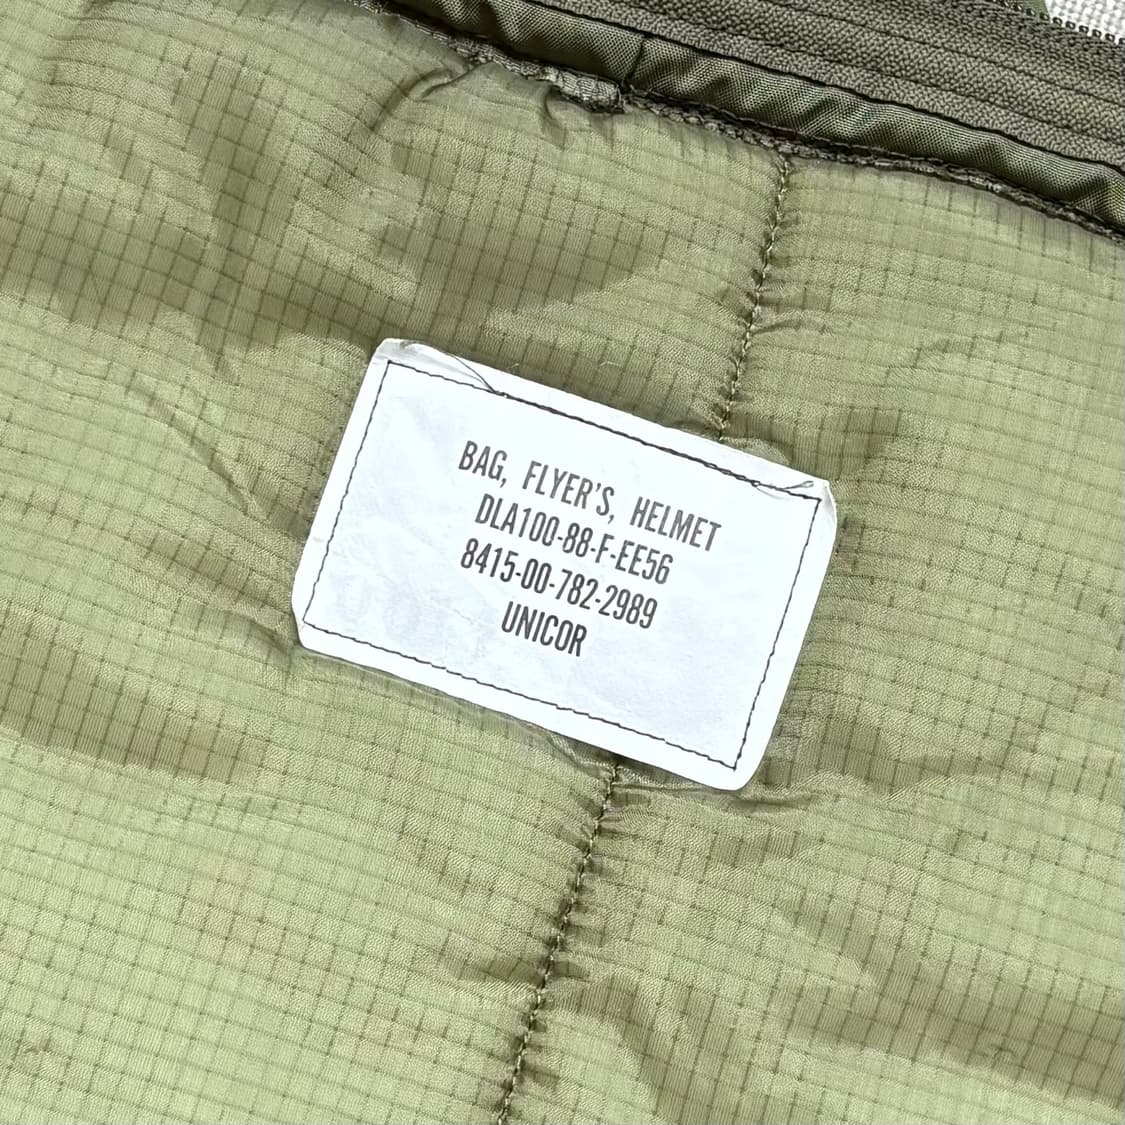 BAG, FLYER'S, HELMET
DLA100-88-F-EE56
8415-00-782-2989
UNICOR